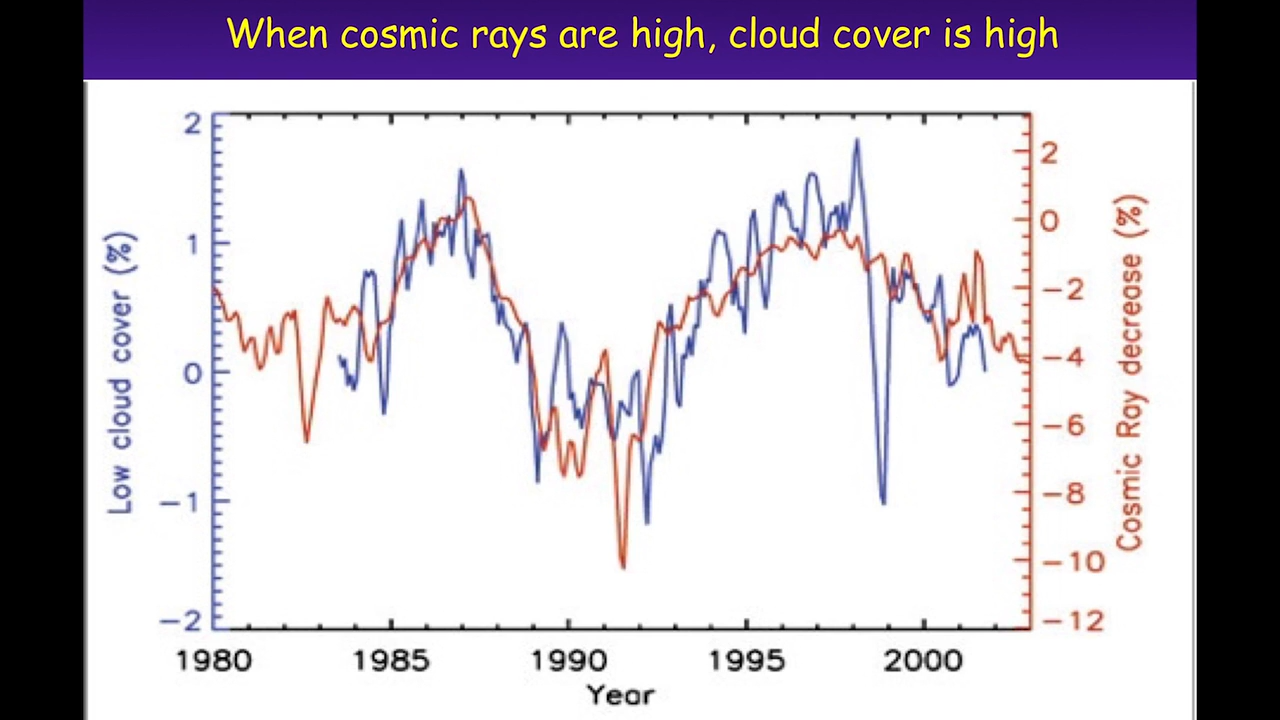 When cosmic rays are high, cloud cover is high
2
1
0
−1
−2
Low cloud cover (%)
2
0
−2
−4
−6
−8
−10
−12
Cosmic Ray decrease (%)
1980 1985 1990 1995 2000
Year